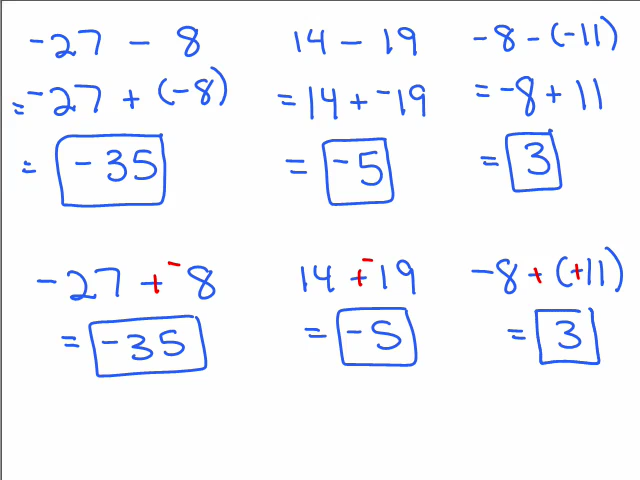 -27 - 8
= -27 + (-8)
= -35
14 - 19
= 14 + -19
= -5
-8 - (-11)
= -8 + 11
= 3
-27 + -8
= -35
14 + -19
= -5
-8 + (+11)
= 3